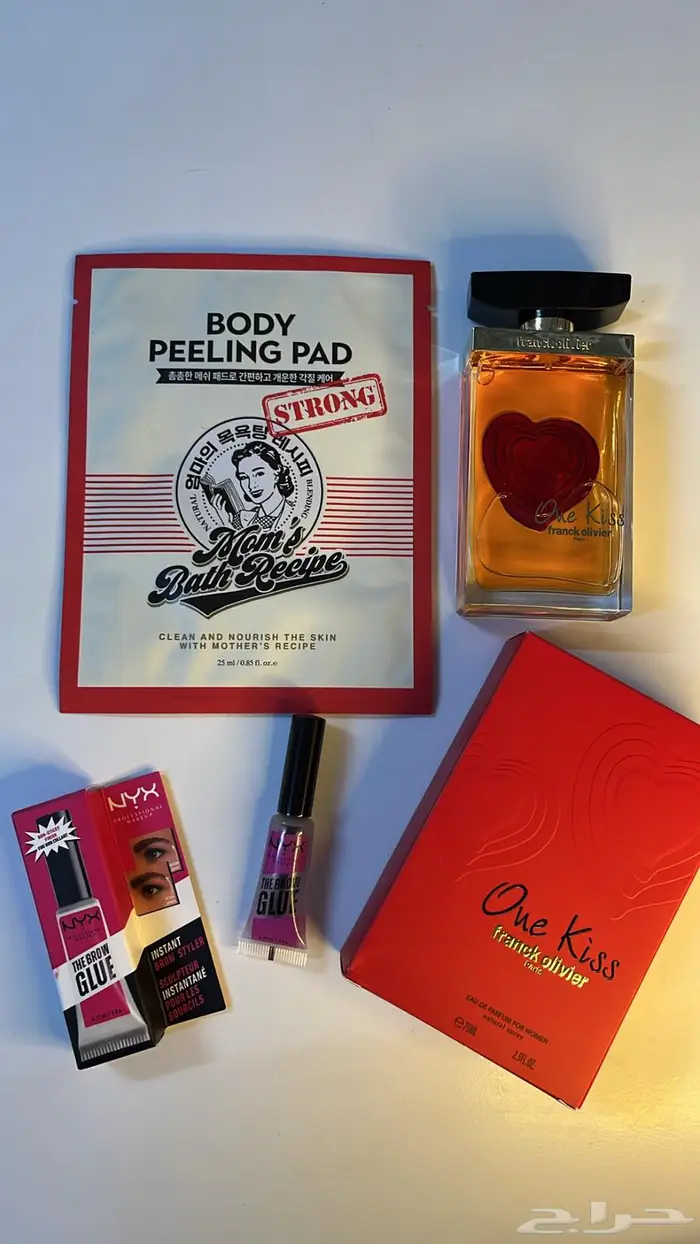 BODY
PEELING PAD
촘촘한 메쉬 패드로 간편하고 개운한 각질 케어
STRONG
엄마의 목욕탕 레시피
NATURAL
BLENDING
Mom's
Bath Recipe
CLEAN AND NOURISH THE SKIN
WITH MOTHER'S RECIPE
25 ml / 0.85 fl. oz. e
franck olivier
One Kiss
franck olivier
Paris
NYX
PROFESSIONAL
MAKEUP
NYX
THE BROW
GLUE
INSTANT
BROW STYLER
SCULPTEUR
INSTANTANÉ
POUR LES
SOURCILS
NYX
THE BROW
GLUE
One Kiss
franck olivier
Paris
EAU DE PARFUM FOR WOMEN
natural spray
e 75ML
2.5FL.OZ
حراج